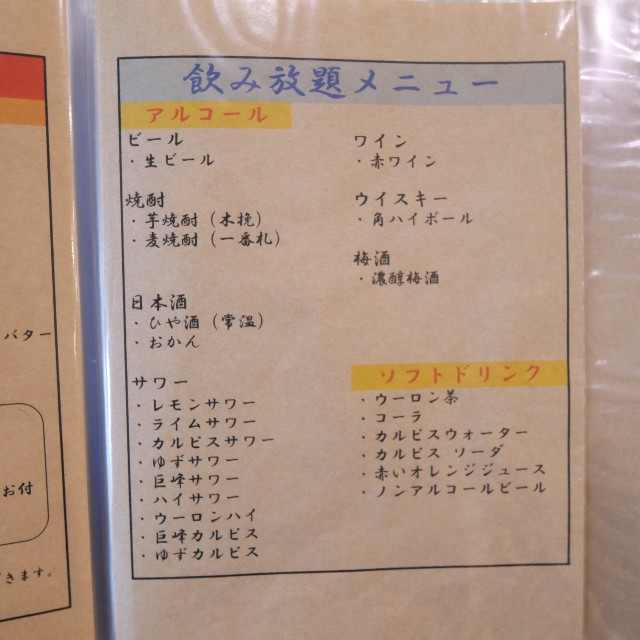 飲み放題メニュー
アルコール
ビール
・生ビール
焼酎
・芋焼酎（木挽）
・麦焼酎（一番札）
日本酒
・ひや酒（常温）
・おかん
サワー
・レモンサワー
・ライムサワー
・カルピスサワー
・ゆずサワー
・巨峰サワー
・ハイサワー
・ウーロンハイ
・巨峰カルピス
・ゆずカルピス
ワイン
・赤ワイン
ウイスキー
・角ハイボール
梅酒
・濃醇梅酒
ソフトドリンク
・ウーロン茶
・コーラ
・カルピスウォーター
・カルピス ソーダ
・赤いオレンジジュース
・ノンアルコールビール
バター
お付
きます。